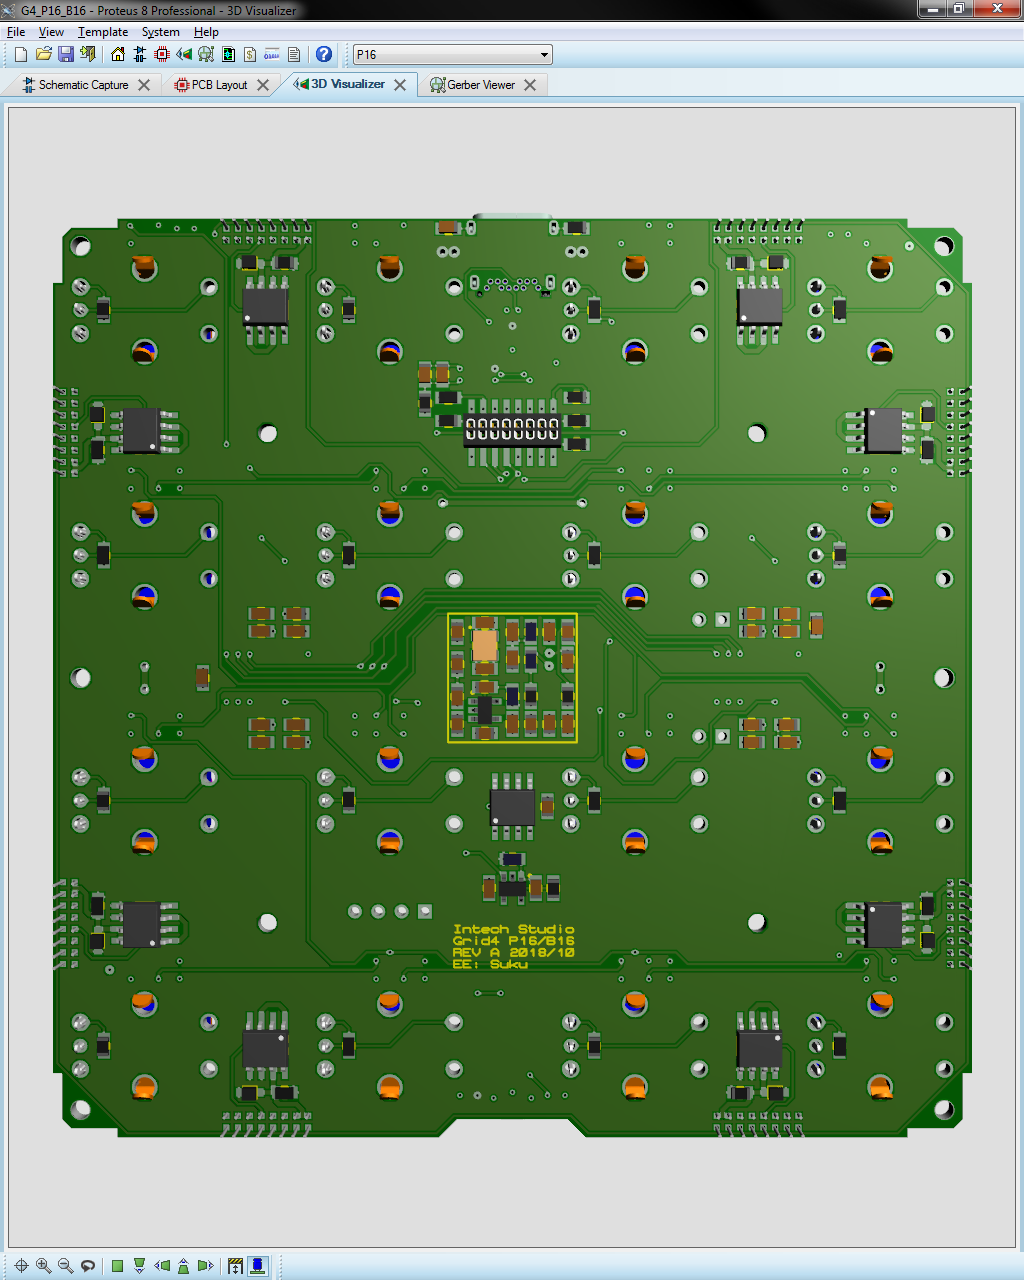 G4_P16_B16 - Proteus 8 Professional - 3D Visualizer
File View Template System Help
P16
Schematic Capture PCB Layout 3D Visualizer Gerber Viewer
Intech Studio
Grid4 P16/B16
REV A 2018/10
EE: Suku